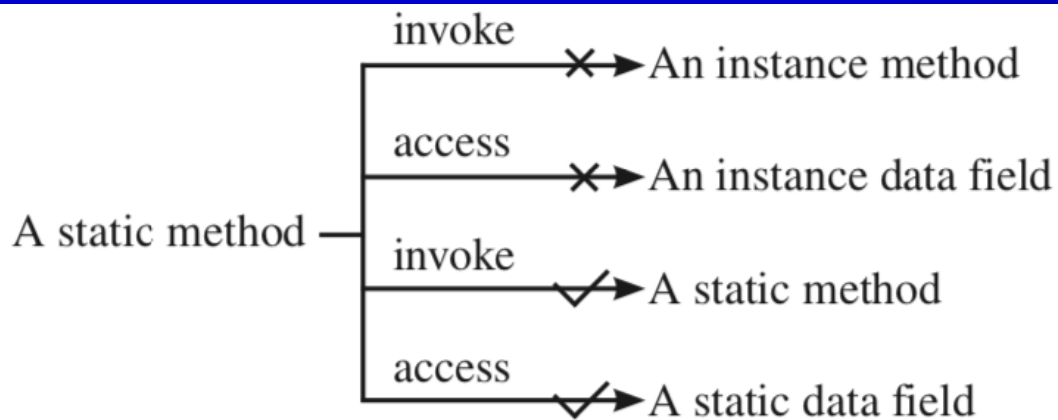 invoke
An instance method
access
An instance data field
A static method
invoke
A static method
access
A static data field